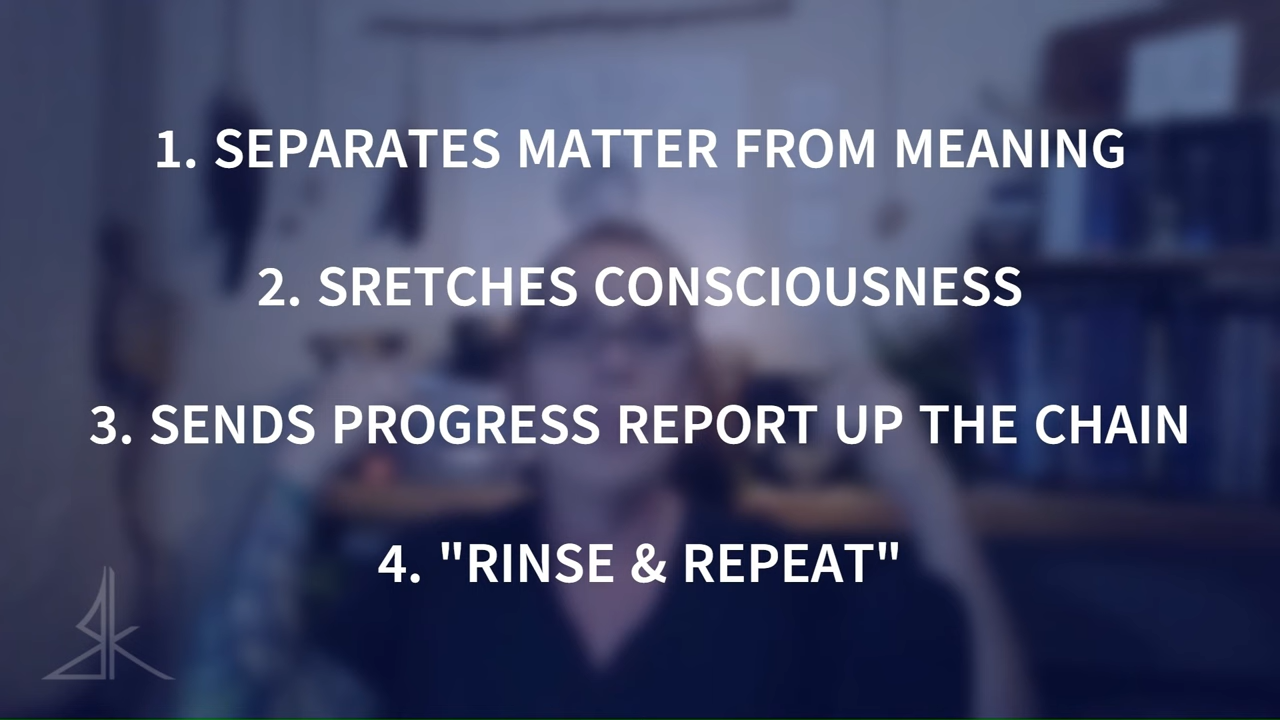 1. SEPARATES MATTER FROM MEANING
2. SRETCHES CONSCIOUSNESS
3. SENDS PROGRESS REPORT UP THE CHAIN
4. "RINSE & REPEAT"